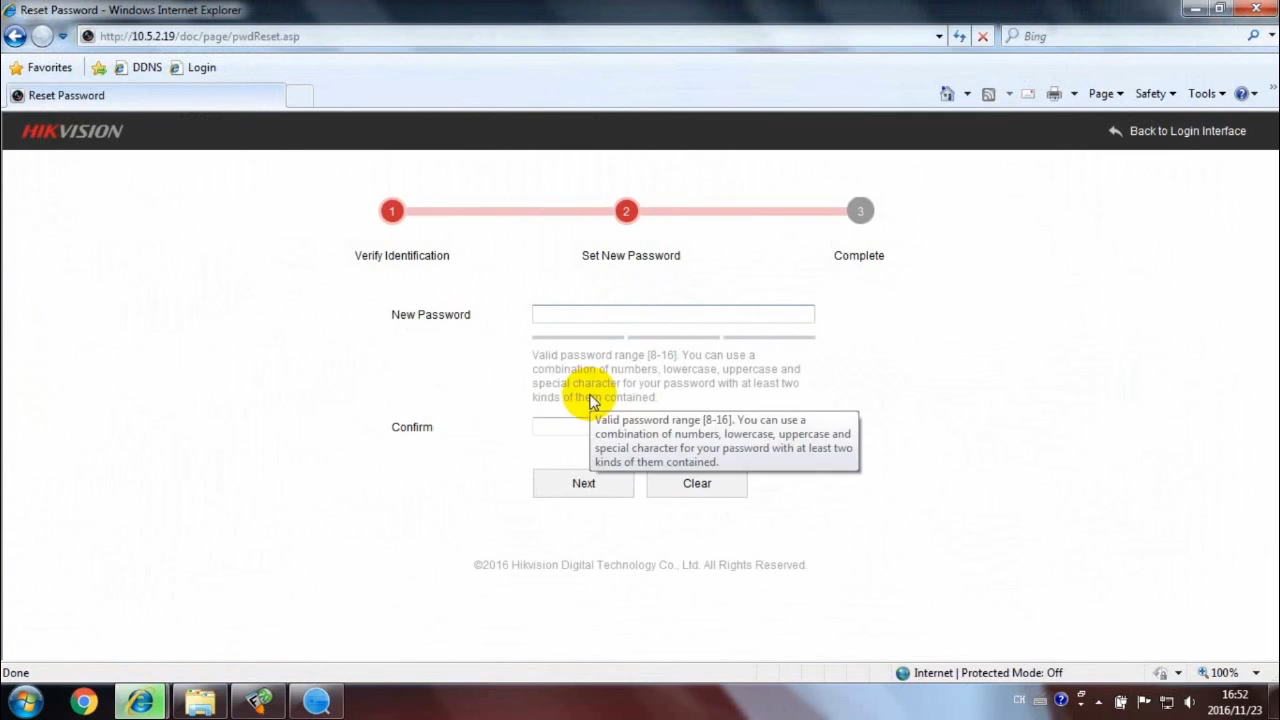 Reset Password - Windows Internet Explorer
http://10.5.2.19/doc/page/pwdReset.asp
Bing
Favorites
DDNS
Login
Reset Password
Page
Safety
Tools
HIKVISION
Back to Login Interface
1
2
3
Verify Identification
Set New Password
Complete
New Password
Valid password range [8-16]. You can use a
combination of numbers, lowercase, uppercase and
special character for your password with at least two
kinds of them contained.
Confirm
Valid password range [8-16]. You can use a
combination of numbers, lowercase, uppercase and
special character for your password with at least two
kinds of them contained.
Next
Clear
©2016 Hikvision Digital Technology Co., Ltd. All Rights Reserved.
Done
Internet | Protected Mode: Off
100%
CH
16:52
2016/11/23